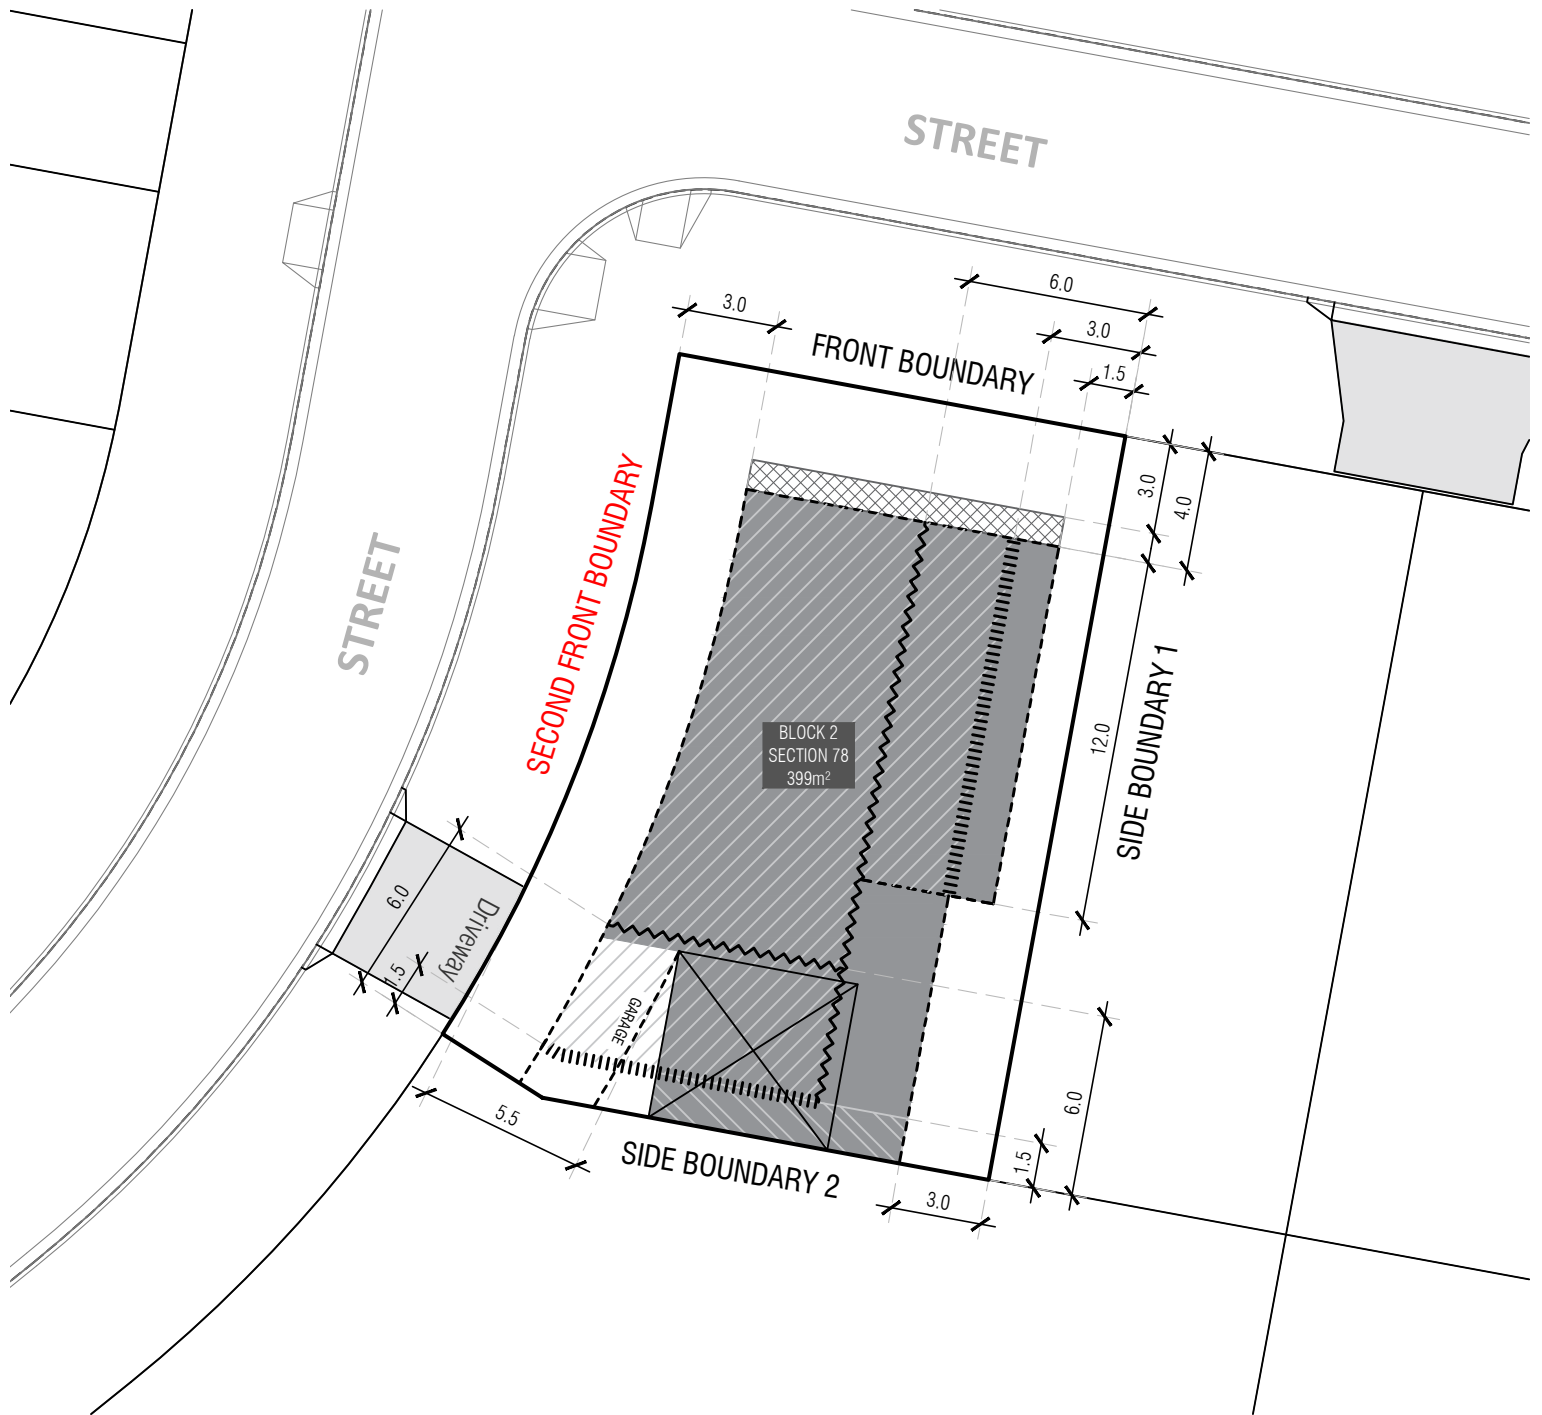 STREET
6.0
3.0
3.0
1.5
FRONT BOUNDARY
3.0
4.0
SECOND FRONT BOUNDARY
STREET
BLOCK 2
SECTION 78
399m²
12.0
SIDE BOUNDARY 1
6.0
Driveway
1.5
GARAGE
5.5
SIDE BOUNDARY 2
6.0
1.5
3.0